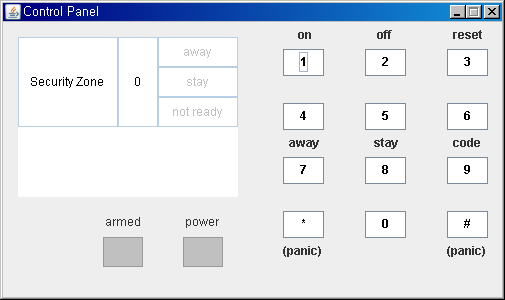 Control Panel
Security Zone 0
away
stay
not ready
armed power
on off reset
1 2 3
4 5 6
away stay code
7 8 9
* 0 #
(panic) (panic)